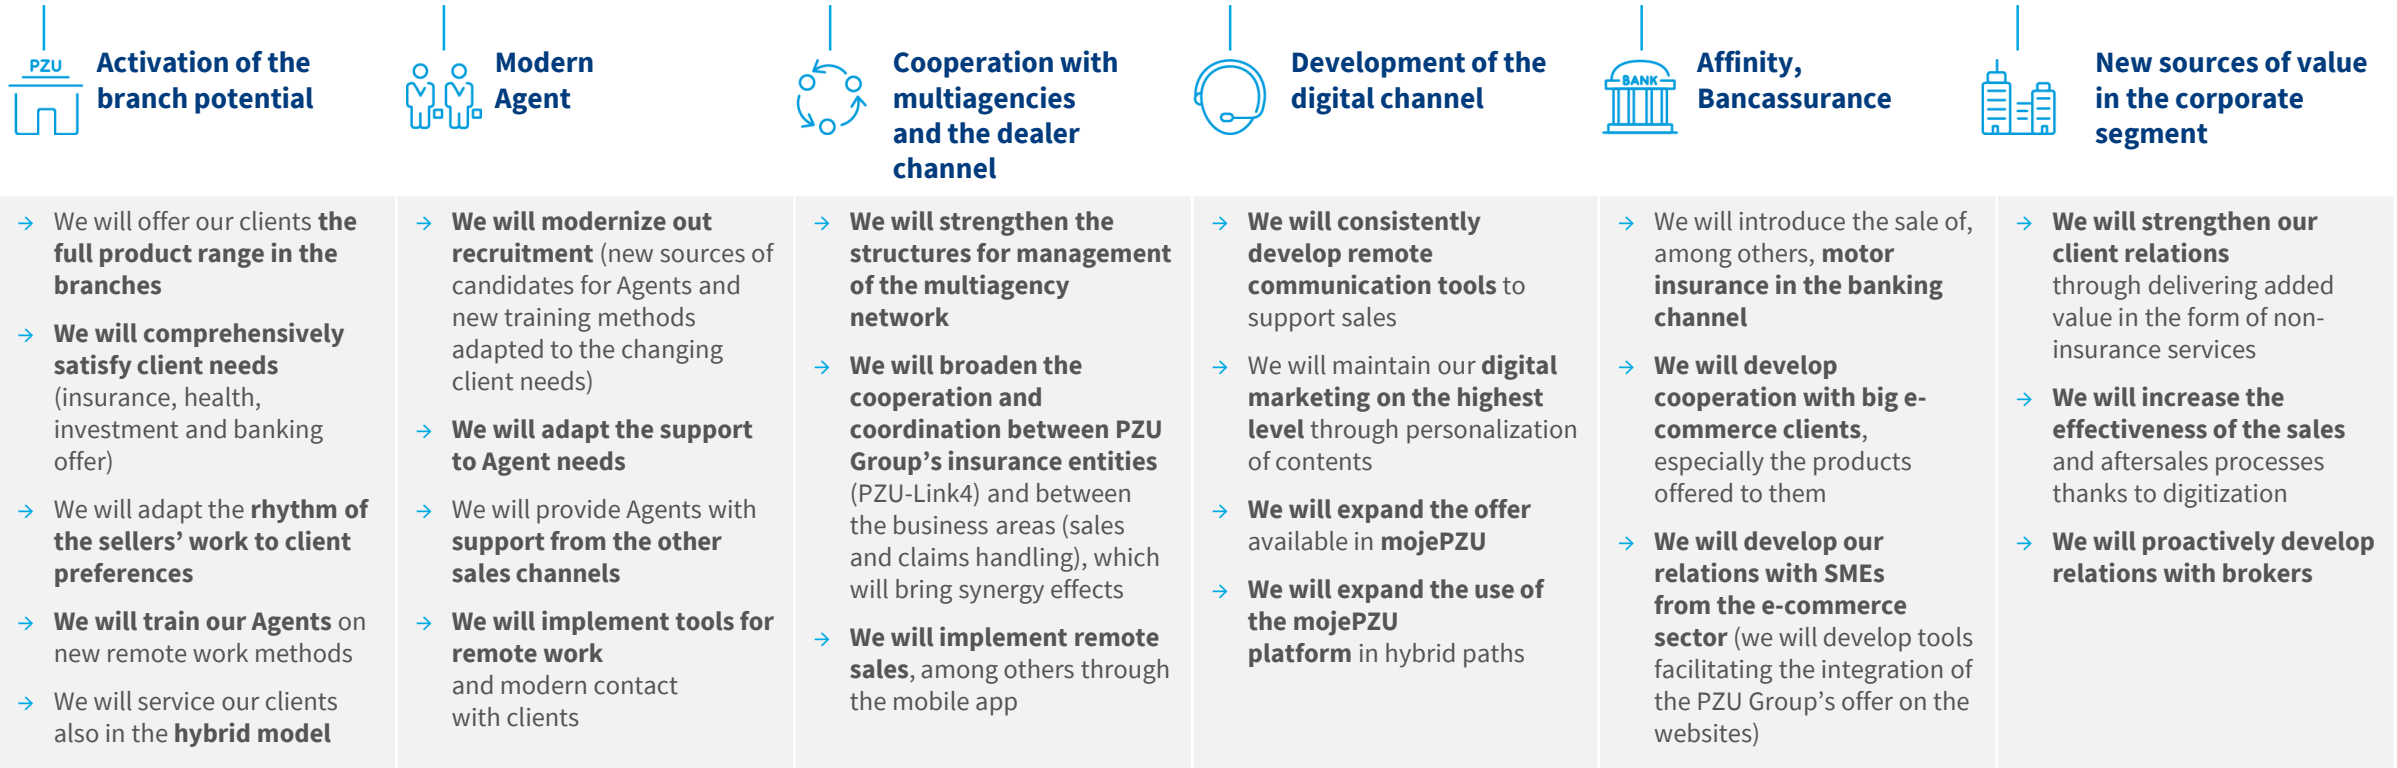 PZU
Activation of the
branch potential
→ We will offer our clients the
full product range in the
branches
→ We will comprehensively
satisfy client needs
(insurance, health,
investment and banking
offer)
→ We will adapt the rhythm of
the sellers’ work to client
preferences
→ We will train our Agents on
new remote work methods
→ We will service our clients
also in the hybrid model
Modern
Agent
→ We will modernize out
recruitment (new sources of
candidates for Agents and
new training methods
adapted to the changing
client needs)
→ We will adapt the support
to Agent needs
→ We will provide Agents with
support from the other
sales channels
→ We will implement tools for
remote work
and modern contact
with clients
Cooperation with
multiagencies
and the dealer
channel
→ We will strengthen the
structures for management
of the multiagency
network
→ We will broaden the
cooperation and
coordination between PZU
Group’s insurance entities
(PZU-Link4) and between
the business areas (sales
and claims handling), which
will bring synergy effects
→ We will implement remote
sales, among others through
the mobile app
Development of the
digital channel
→ We will consistently
develop remote
communication tools to
support sales
→ We will maintain our digital
marketing on the highest
level through personalization
of contents
→ We will expand the offer
available in mojePZU
→ We will expand the use of
the mojePZU
platform in hybrid paths
BANK
Affinity,
Bancassurance
→ We will introduce the sale of,
among others, motor
insurance in the banking
channel
→ We will develop
cooperation with big e-
commerce clients,
especially the products
offered to them
→ We will develop our
relations with SMEs
from the e-commerce
sector (we will develop tools
facilitating the integration of
the PZU Group’s offer on the
websites)
New sources of value
in the corporate
segment
→ We will strengthen our
client relations
through delivering added
value in the form of non-
insurance services
→ We will increase the
effectiveness of the sales
and aftersales processes
thanks to digitization
→ We will proactively develop
relations with brokers